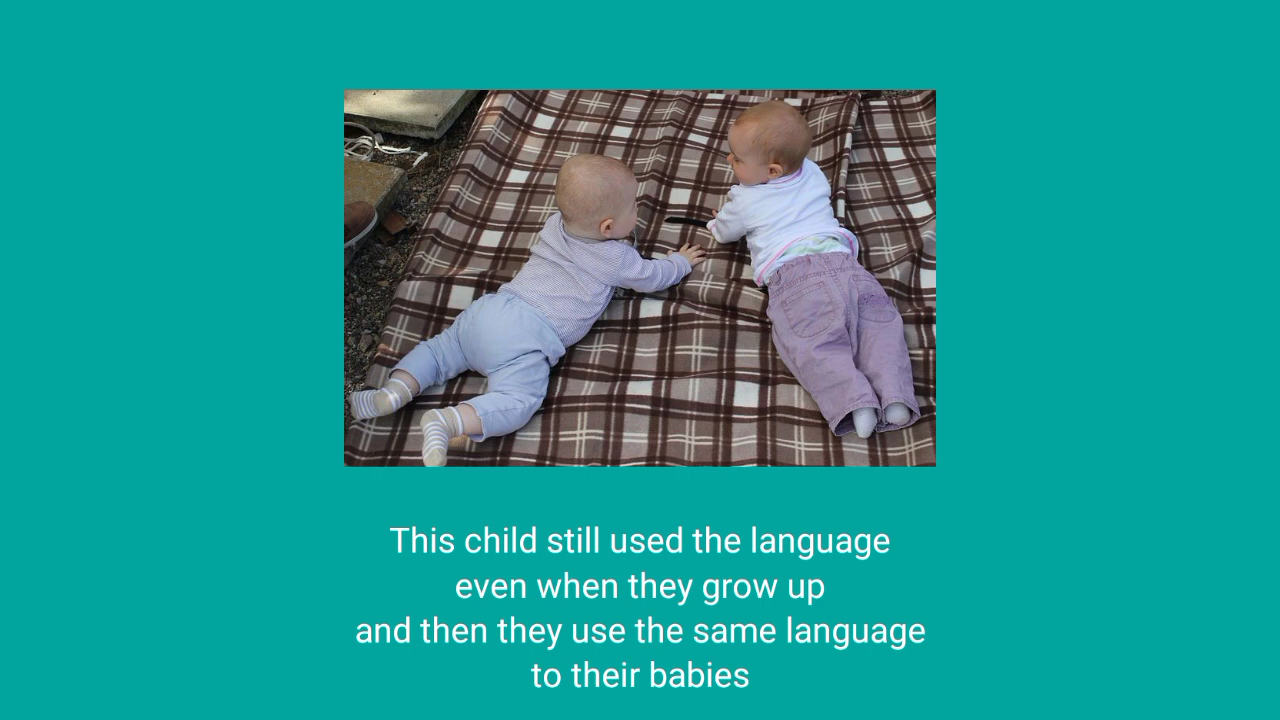 This child still used the language
even when they grow up
and then they use the same language
to their babies